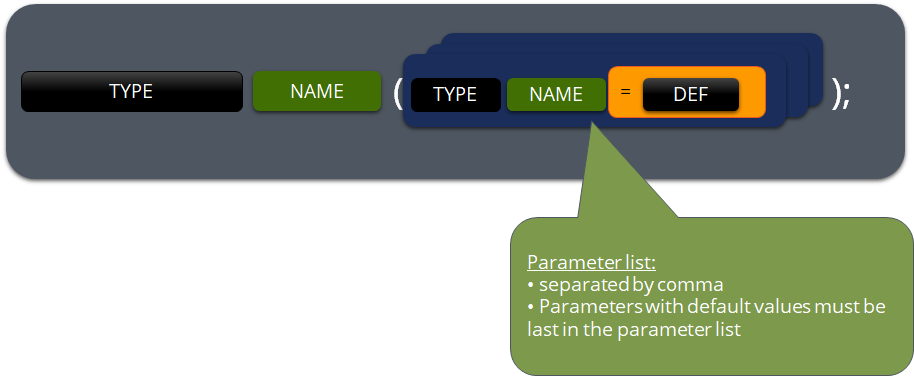 TYPE NAME ( TYPE NAME = DEF );
Parameter list:
• separated by comma
• Parameters with default values must be
last in the parameter list